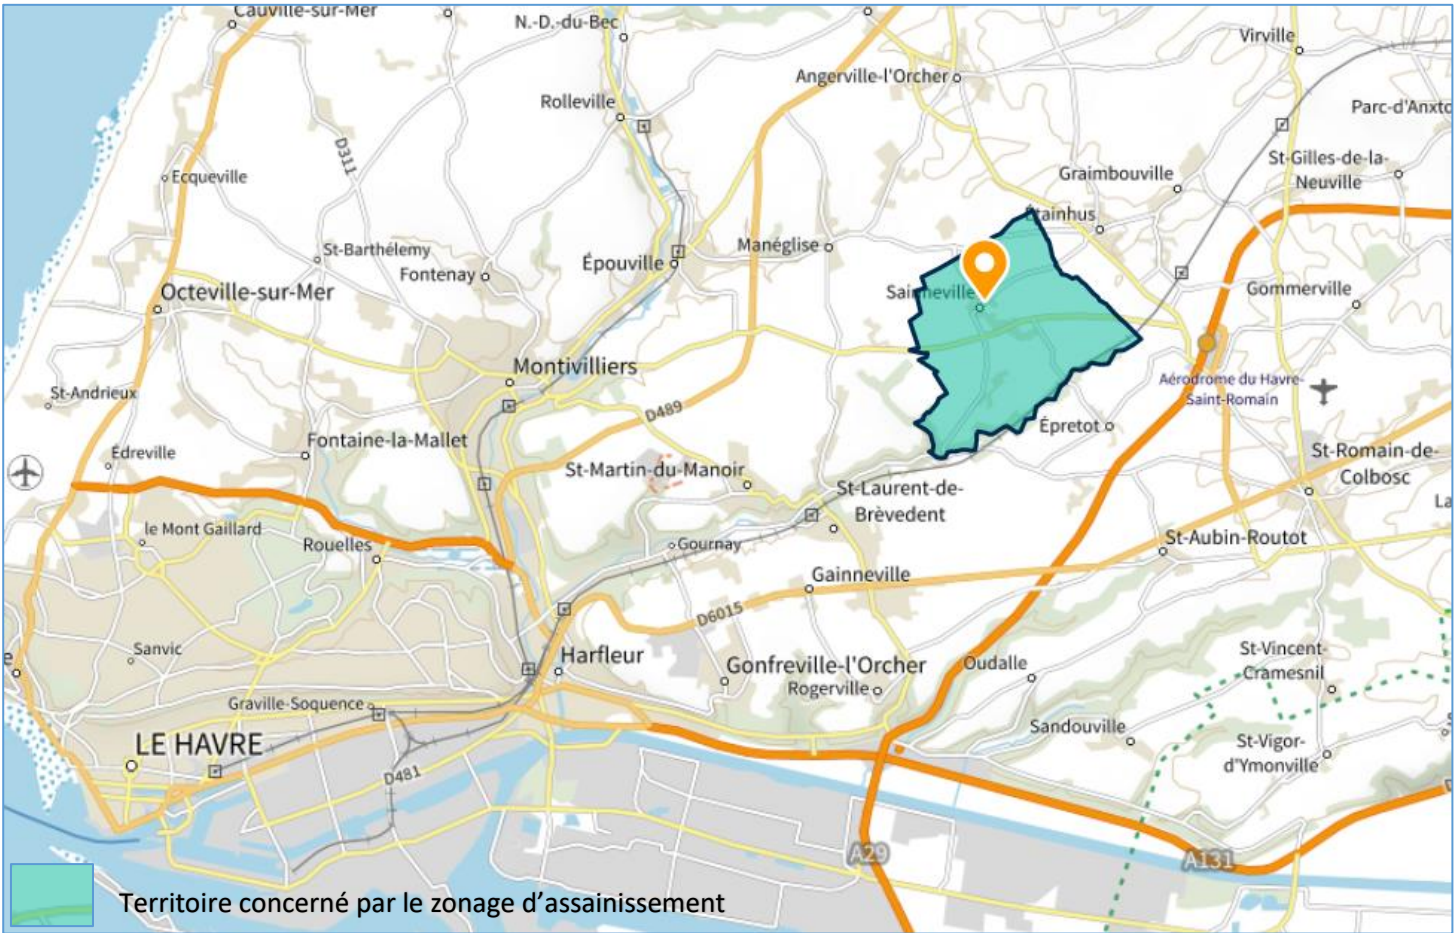 Cauville-sur-Mer
N.-D.-du-Bec
Virville
Angerville-l'Orcher
Rolleville
Parc-d'Anxto
D311
St-Gilles-de-la-
Neuville
Graimbouville
Ecqueville
Étainhus
St-Barthélemy
Manéglise
Épouville
Fontenay
Octeville-sur-Mer
Sainneville
Gommerville
Montivilliers
Aérodrome du Havre-
Saint-Romain
St-Andrieux
D489
Épretot
Fontaine-la-Mallet
Édreville
St-Martin-du-Manoir
St-Romain-de-
Colbosc
St-Laurent-de-
Brèvedent
La
le Mont Gaillard
Rouelles
Gournay
St-Aubin-Routot
Gainneville
D6015
Sanvic
e
Harfleur
Gonfreville-l'Orcher
Rogerville
Oudalle
St-Vincent-
Cramesnil
Graville-Soquence
Sandouville
LE HAVRE
St-Vigor-
d'Ymonville
D481
A29
A131
Territoire concerné par le zonage d'assainissement